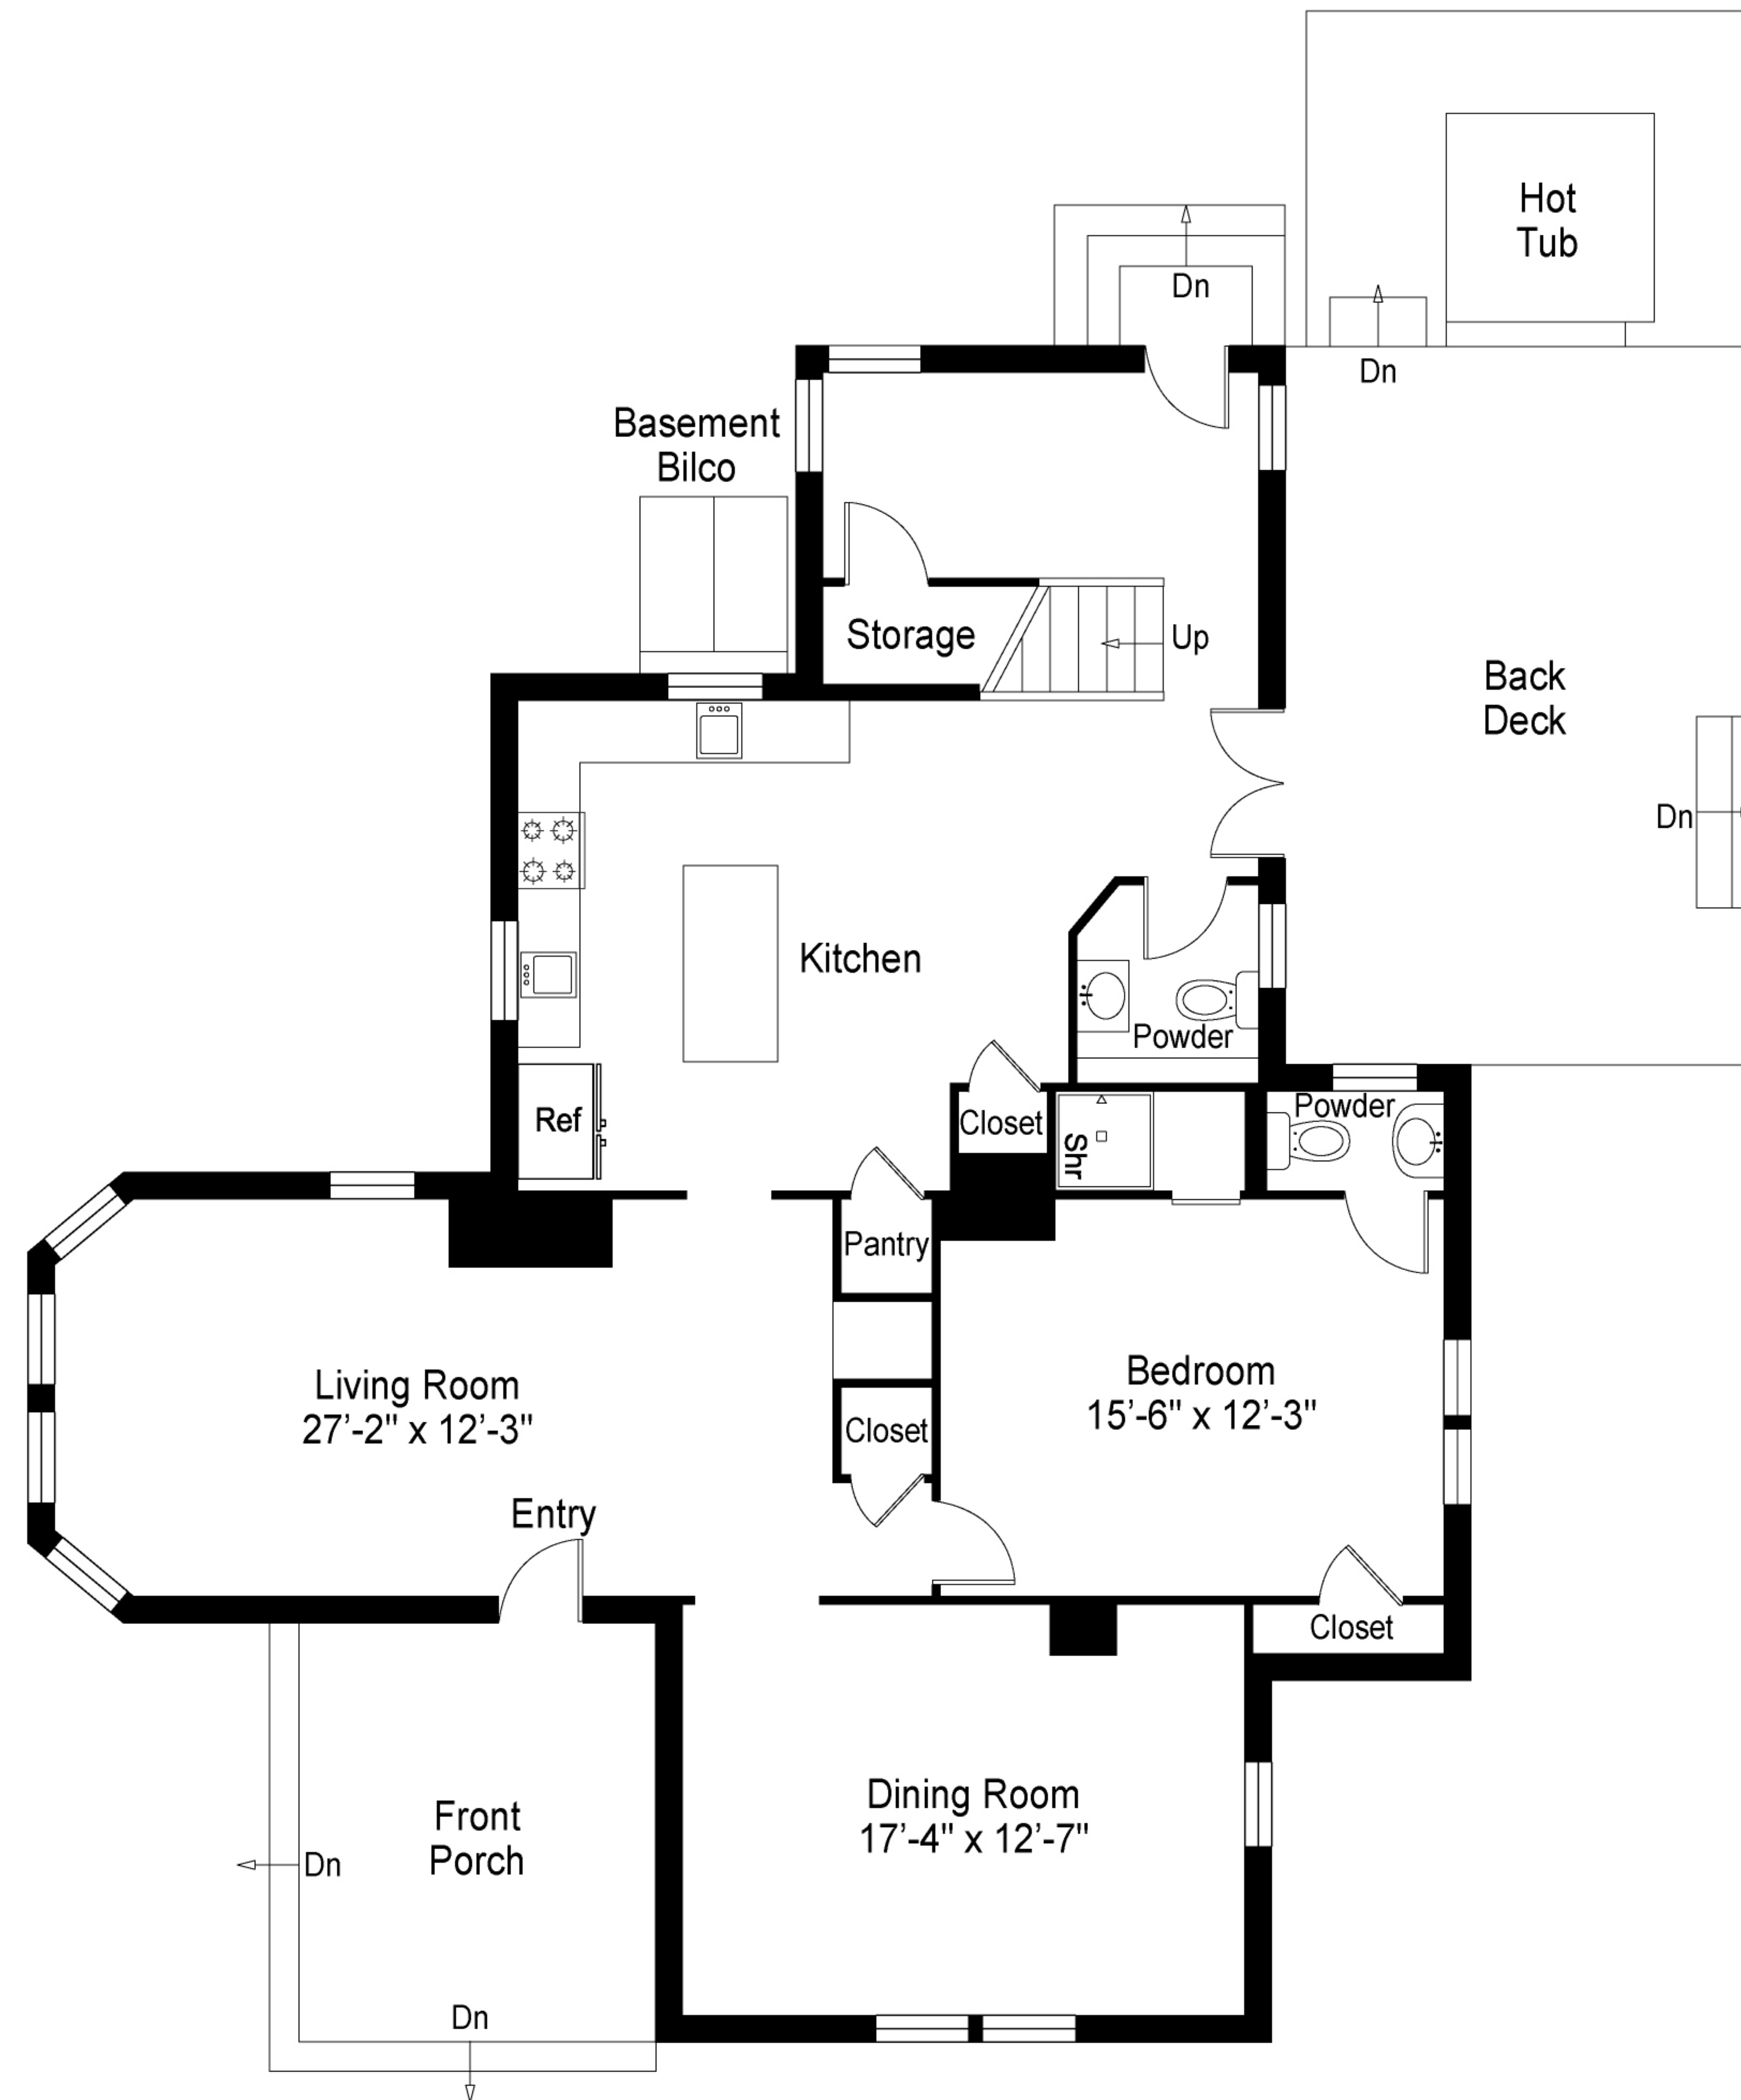 Hot
Tub
Dn
Dn
Basement
Bilco
Storage
Up
Back
Deck
Dn
Kitchen
Powder
Ref
Closet
Shr
Powder
Pantry
Living Room
27'-2" x 12'-3"
Bedroom
15'-6" x 12'-3"
Closet
Entry
Closet
Dining Room
17'-4" x 12'-7"
Front
Porch
Dn
Dn